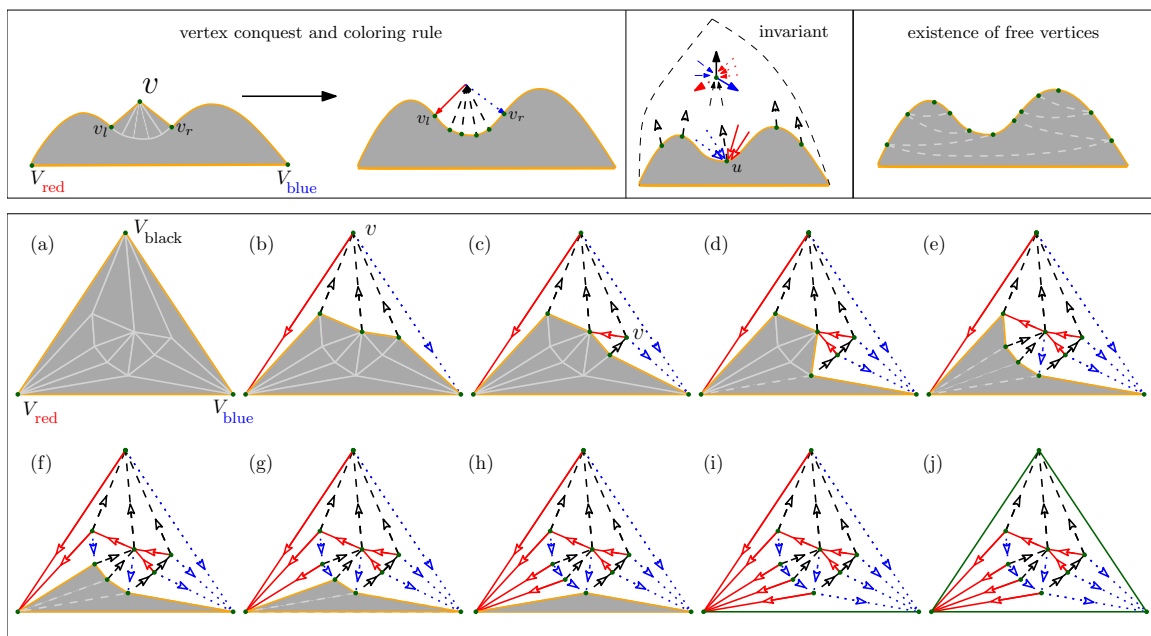 vertex conquest and coloring rule
v
v_l
v_r
V_red
V_blue
v_l
v_r
invariant
u
existence of free vertices
(a)
V_black
V_red
V_blue
(b)
v
(c)
v
(d)
(e)
(f)
(g)
(h)
(i)
(j)